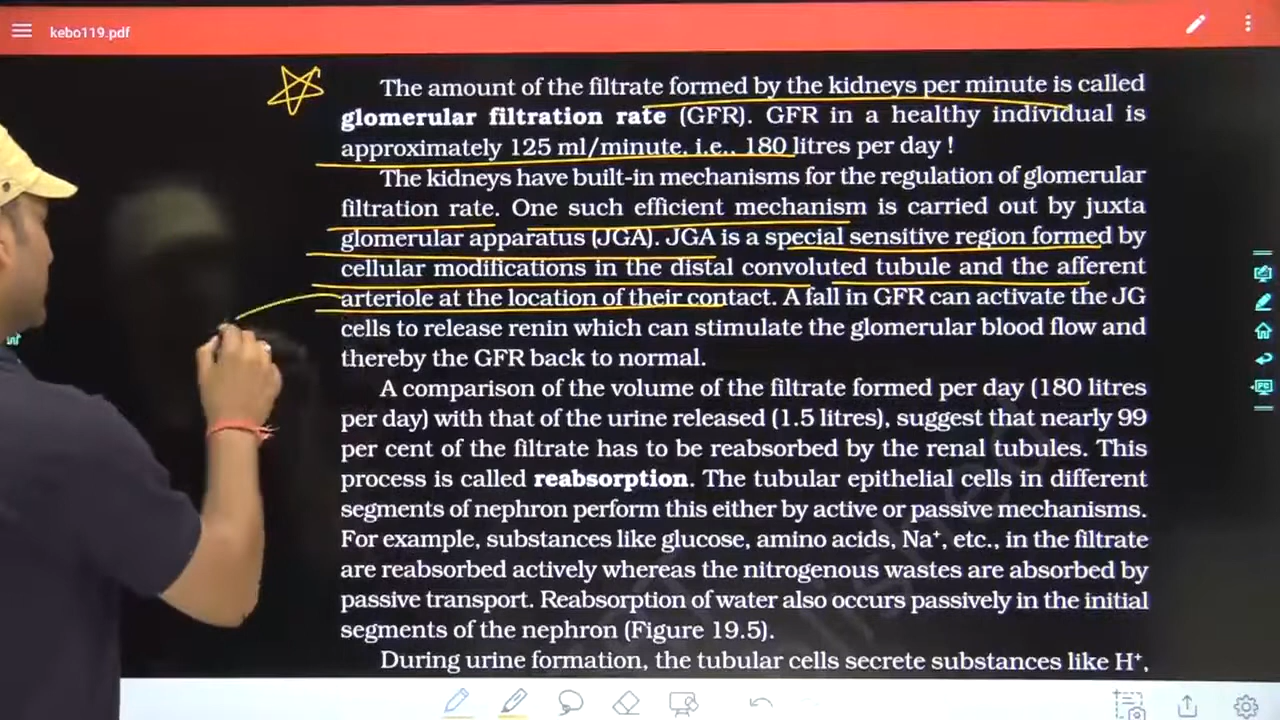 kebo119.pdf
The amount of the filtrate formed by the kidneys per minute is called
glomerular filtration rate (GFR). GFR in a healthy individual is
approximately 125 ml/minute, i.e., 180 litres per day !
The kidneys have built-in mechanisms for the regulation of glomerular
filtration rate. One such efficient mechanism is carried out by juxta
glomerular apparatus (JGA). JGA is a special sensitive region formed by
cellular modifications in the distal convoluted tubule and the afferent
arteriole at the location of their contact. A fall in GFR can activate the JG
cells to release renin which can stimulate the glomerular blood flow and
thereby the GFR back to normal.
A comparison of the volume of the filtrate formed per day (180 litres
per day) with that of the urine released (1.5 litres), suggest that nearly 99
per cent of the filtrate has to be reabsorbed by the renal tubules. This
process is called reabsorption. The tubular epithelial cells in different
segments of nephron perform this either by active or passive mechanisms.
For example, substances like glucose, amino acids, Na⁺, etc., in the filtrate
are reabsorbed actively whereas the nitrogenous wastes are absorbed by
passive transport. Reabsorption of water also occurs passively in the initial
segments of the nephron (Figure 19.5).
During urine formation, the tubular cells secrete substances like H⁺,